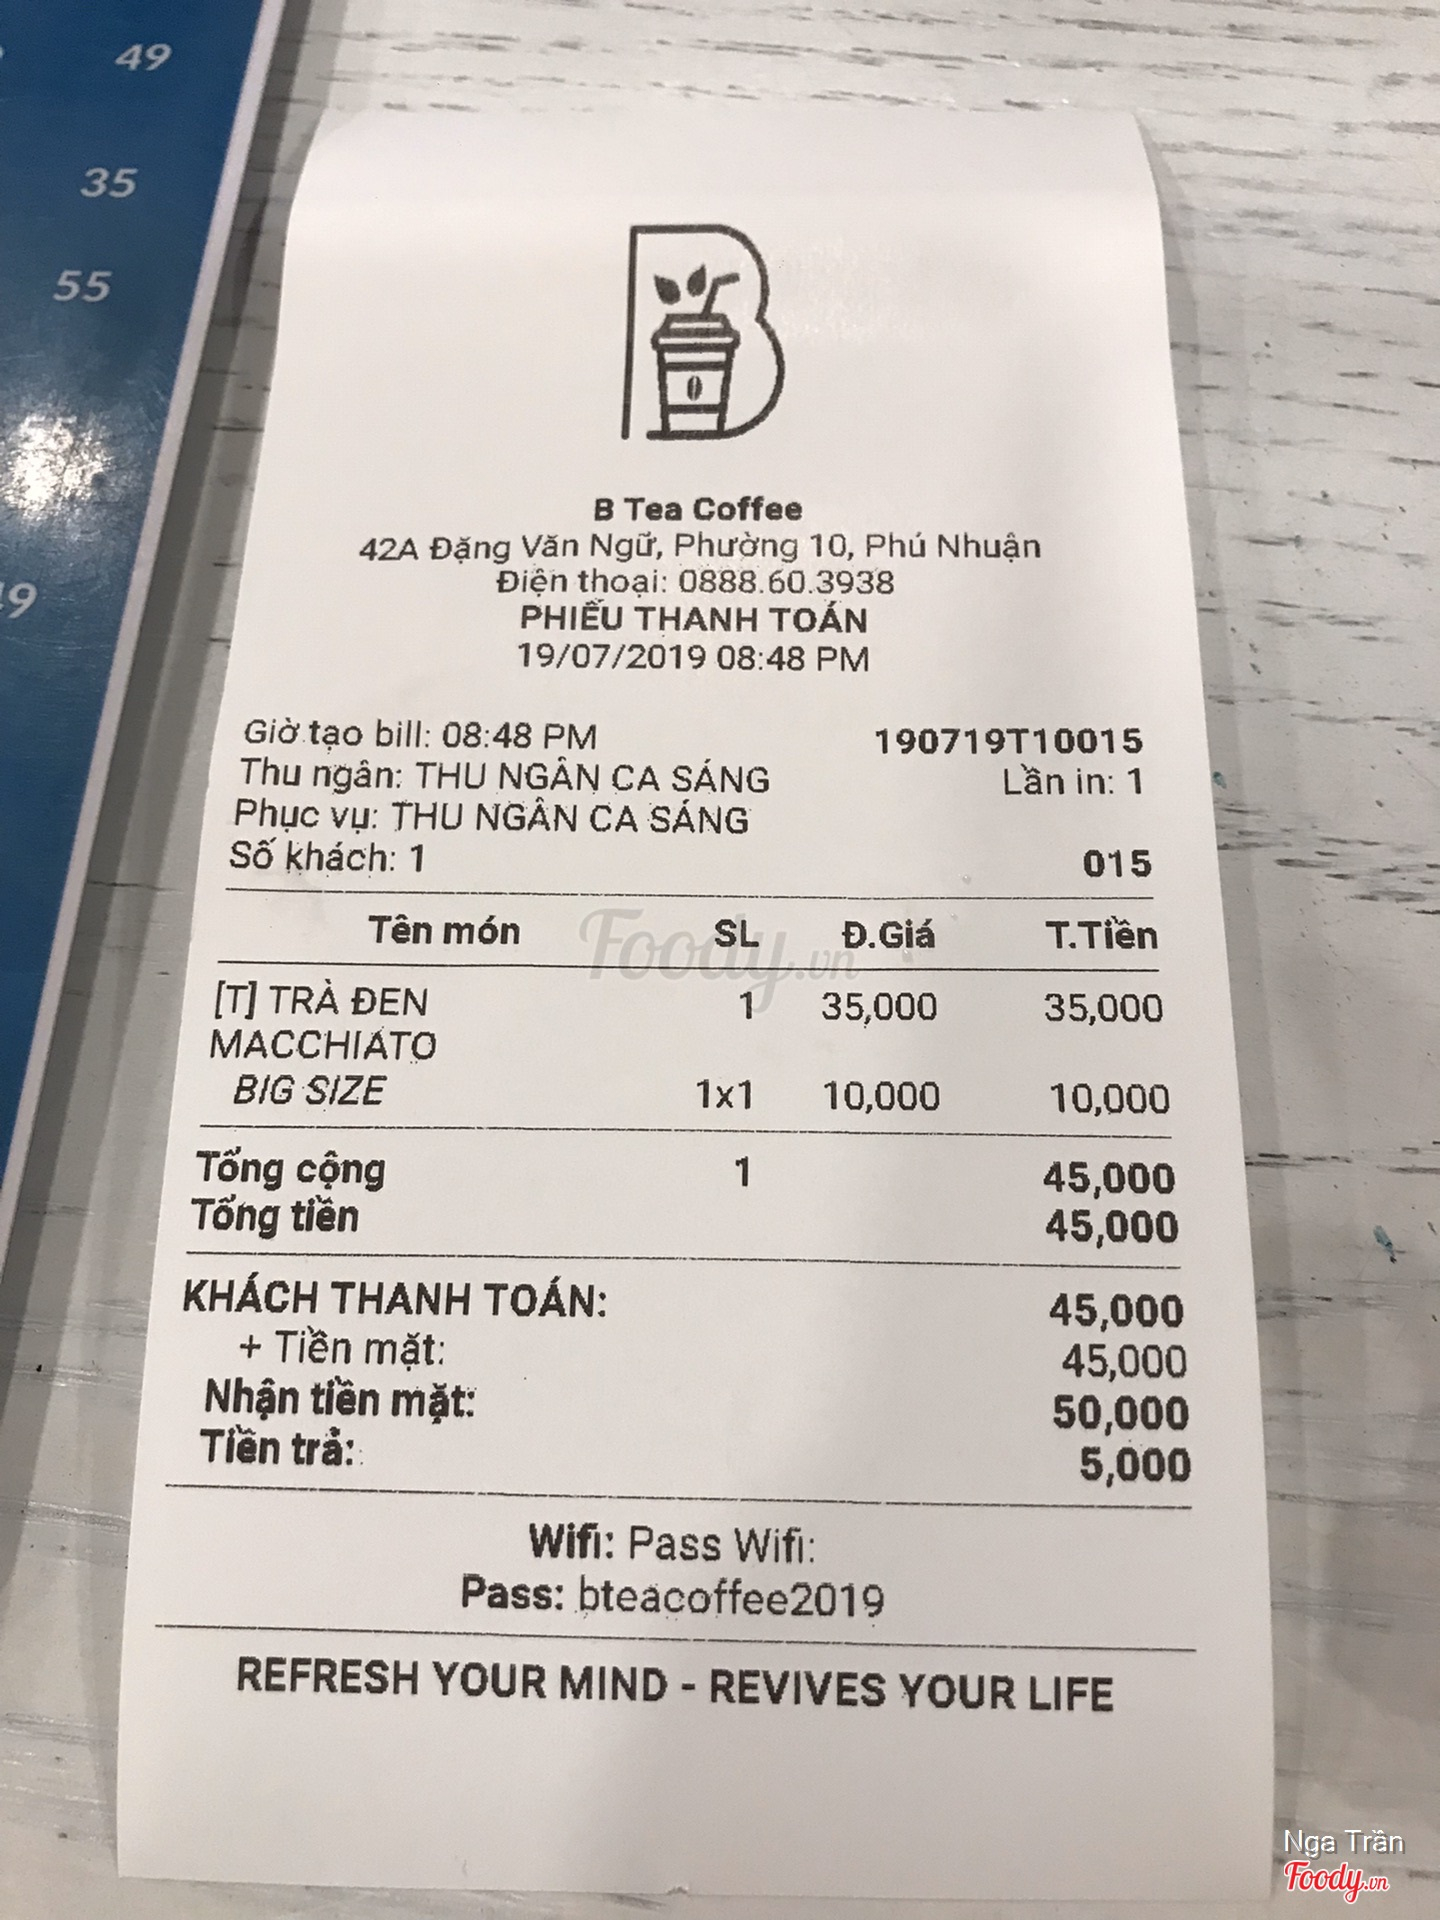 49
35
55
B Tea Coffee
42A Đặng Văn Ngữ, Phường 10, Phú Nhuận
Điện thoại: 0888.60.3938
PHIẾU THANH TOÁN
19/07/2019 08:48 PM
Giờ tạo bill: 08:48 PM 190719T10015
Thu ngân: THU NGÂN CA SÁNG Lần in: 1
Phục vụ: THU NGÂN CA SÁNG
Số khách: 1 015
Tên món SL Đ.Giá T.Tiền
Foody.vn
[T] TRÀ ĐEN 1 35,000 35,000
MACCHIATO
BIG SIZE 1x1 10,000 10,000
Tổng cộng 1 45,000
Tổng tiền 45,000
KHÁCH THANH TOÁN: 45,000
+ Tiền mặt: 45,000
Nhận tiền mặt: 50,000
Tiền trả: 5,000
Wifi: Pass Wifi:
Pass: bteacoffee2019
REFRESH YOUR MIND - REVIVES YOUR LIFE
Nga Trần
Foody.vn